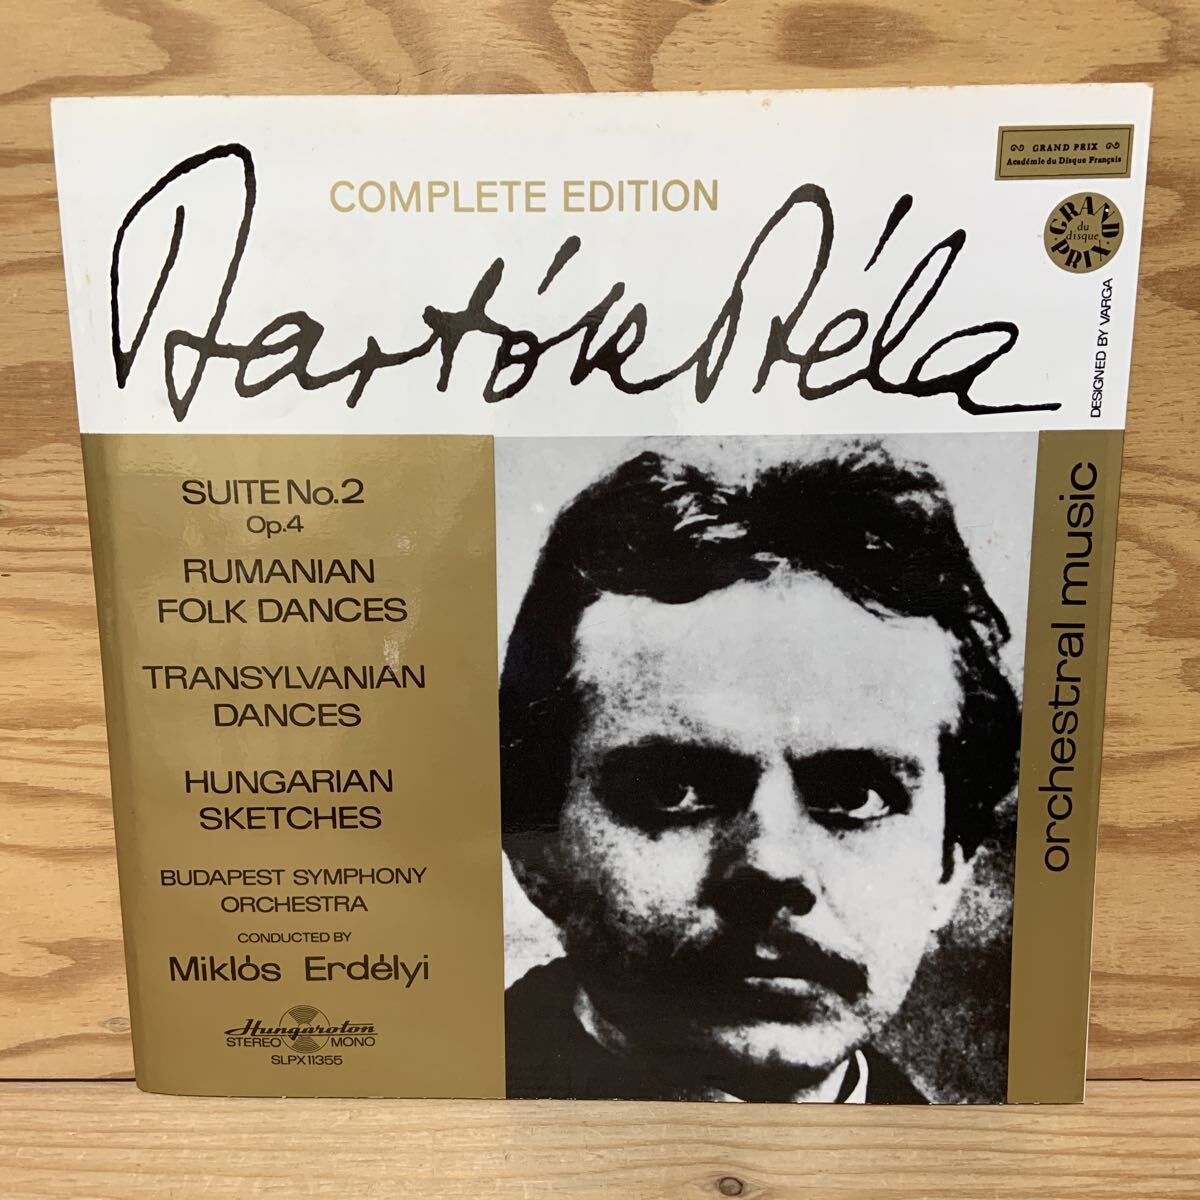 COMPLETE EDITION
Bartók Béla
GRAND PRIX
Académie du Disque Français
GRAND PRIX
du
disque
DESIGNED BY VARGA
SUITE No.2
Op.4
RUMANIAN
FOLK DANCES
TRANSYLVANIAN
DANCES
HUNGARIAN
SKETCHES
BUDAPEST SYMPHONY
ORCHESTRA
CONDUCTED BY
Miklós Erdélyi
Hungaroton
STEREO MONO
SLPX 11355
orchestral music